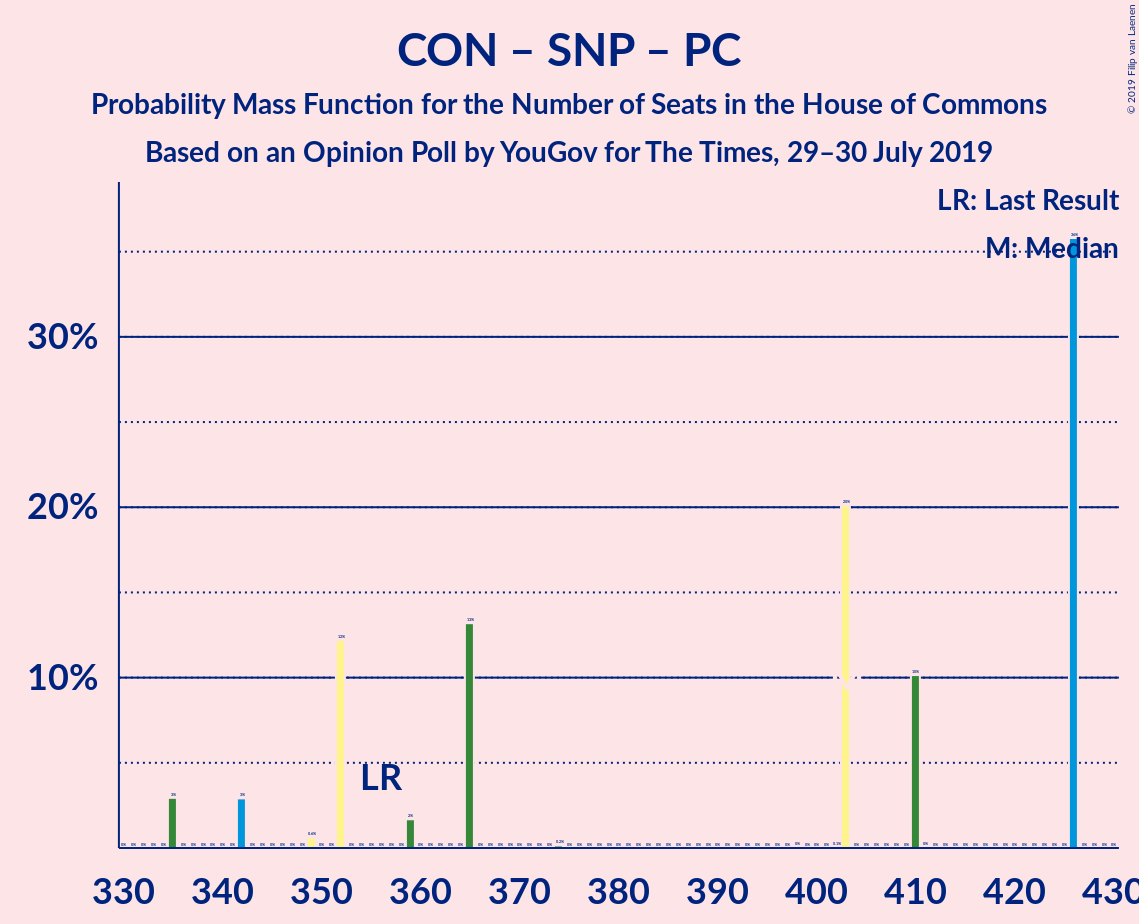 CON – SNP – PC
Probability Mass Function for the Number of Seats in the House of Commons
Based on an Opinion Poll by YouGov for The Times, 29–30 July 2019
© 2019 Filip van Laenen
LR: Last Result
M: Median
30%
20%
10%
LR
330 340 350 360 370 380 390 400 410 420 430